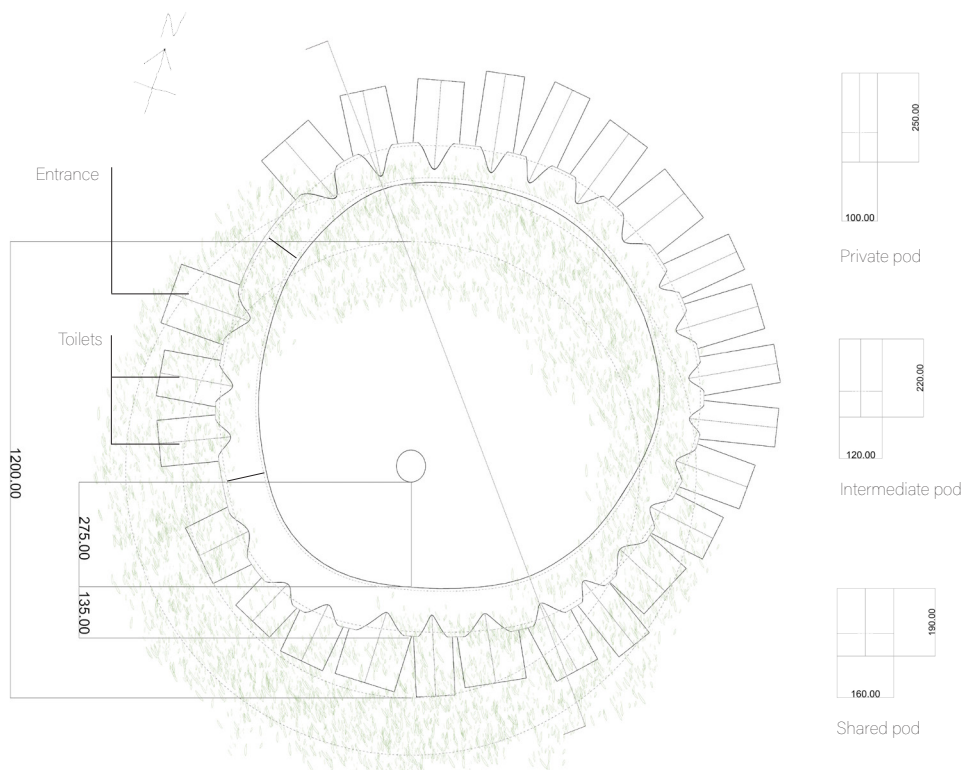 N
Entrance
Toilets
1200.00
275.00
135.00
250.00
100.00
Private pod
220.00
120.00
Intermediate pod
190.00
160.00
Shared pod